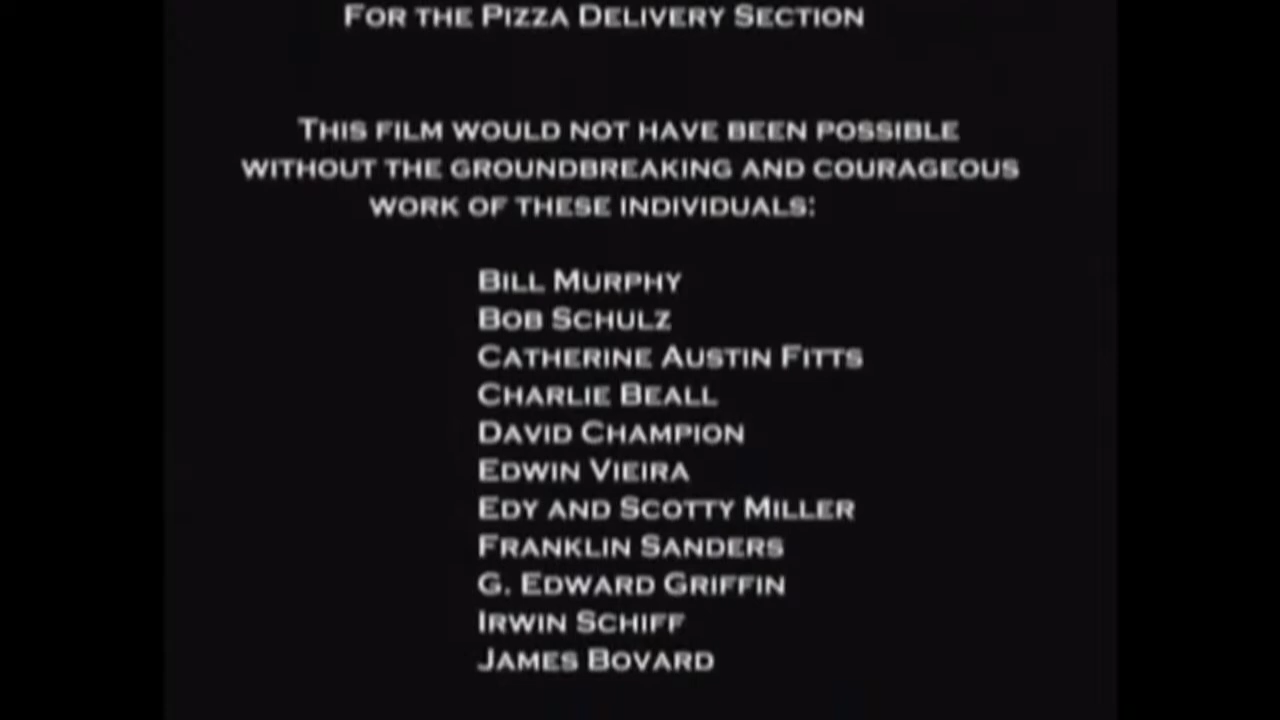 For the Pizza Delivery Section
This film would not have been possible
without the groundbreaking and courageous
work of these individuals:
Bill Murphy
Bob Schulz
Catherine Austin Fitts
Charlie Beall
David Champion
Edwin Vieira
Edy and Scotty Miller
Franklin Sanders
G. Edward Griffin
Irwin Schiff
James Bovard